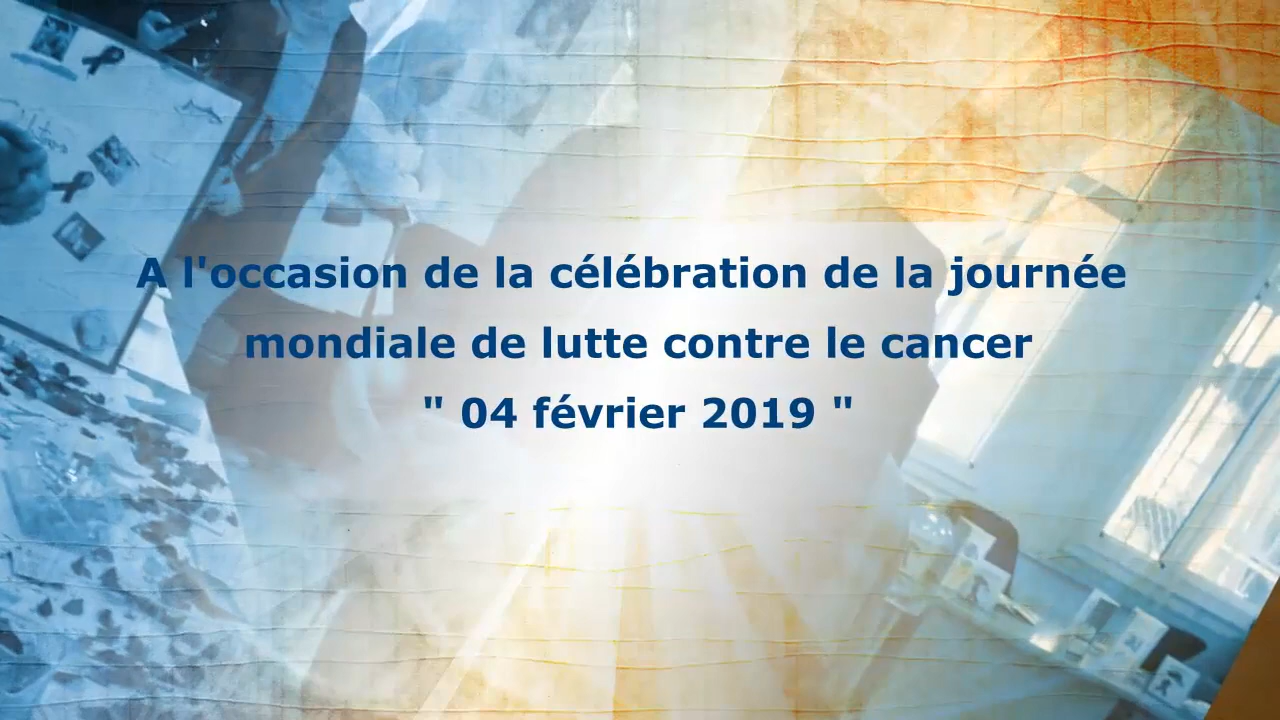 A l'occasion de la célébration de la journée
mondiale de lutte contre le cancer
" 04 février 2019 "